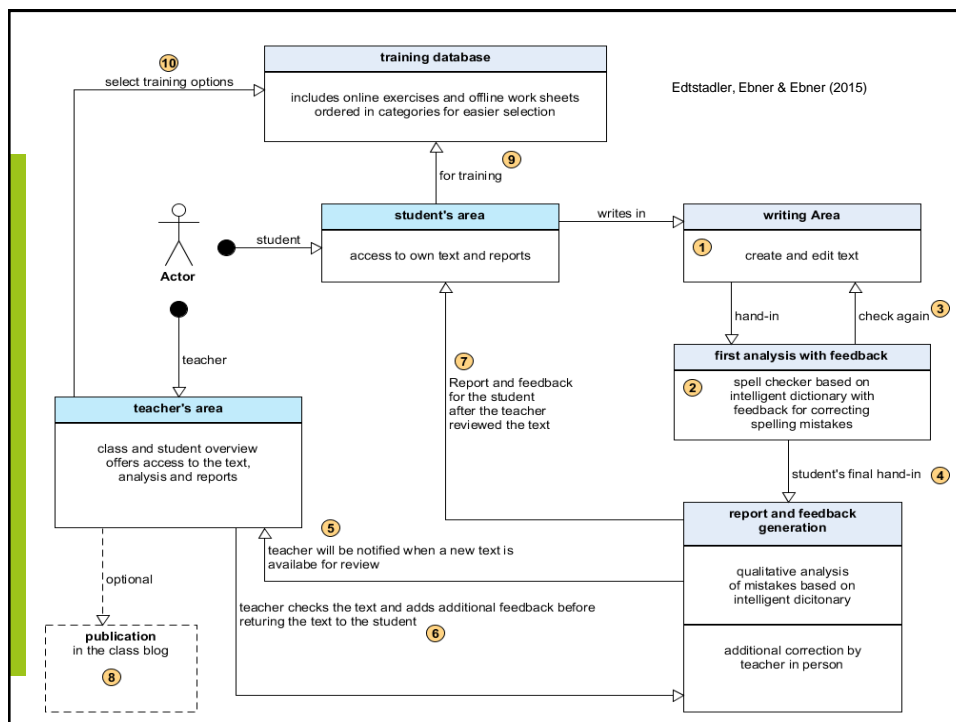 10
training database
select training options
includes online exercises and offline work sheets
ordered in categories for easier selection
Edtstadler, Ebner & Ebner (2015)
9
for training
student's area
writes in
writing Area
student
access to own text and reports
1
create and edit text
Actor
hand-in
check again
3
teacher
7
Report and feedback
for the student
after the teacher
reviewed the text
first analysis with feedback
2
spell checker based on
intelligent dictionary with
feedback for correcting
spelling mistakes
teacher's area
class and student overview
offers access to the text,
analysis and reports
student's final hand-in
4
report and feedback
generation
5
teacher will be notified when a new text is
availabe for review
qualitative analysis
of mistakes based on
intelligent dicitonary
optional
teacher checks the text and adds additional feedback before
returing the text to the student
6
publication
in the class blog
8
additional correction by
teacher in person